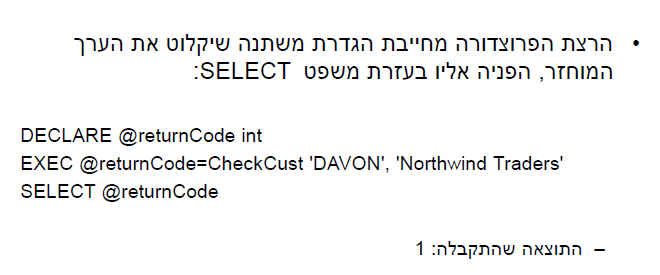 • הרצת הפרוצדורה מחייבת הגדרת משתנה שיקלוט את הערך
המוחזר, הפניה אליו בעזרת משפט SELECT:
DECLARE @returnCode int
EXEC @returnCode=CheckCust 'DAVON', 'Northwind Traders'
SELECT @returnCode
– התוצאה שהתקבלה: 1